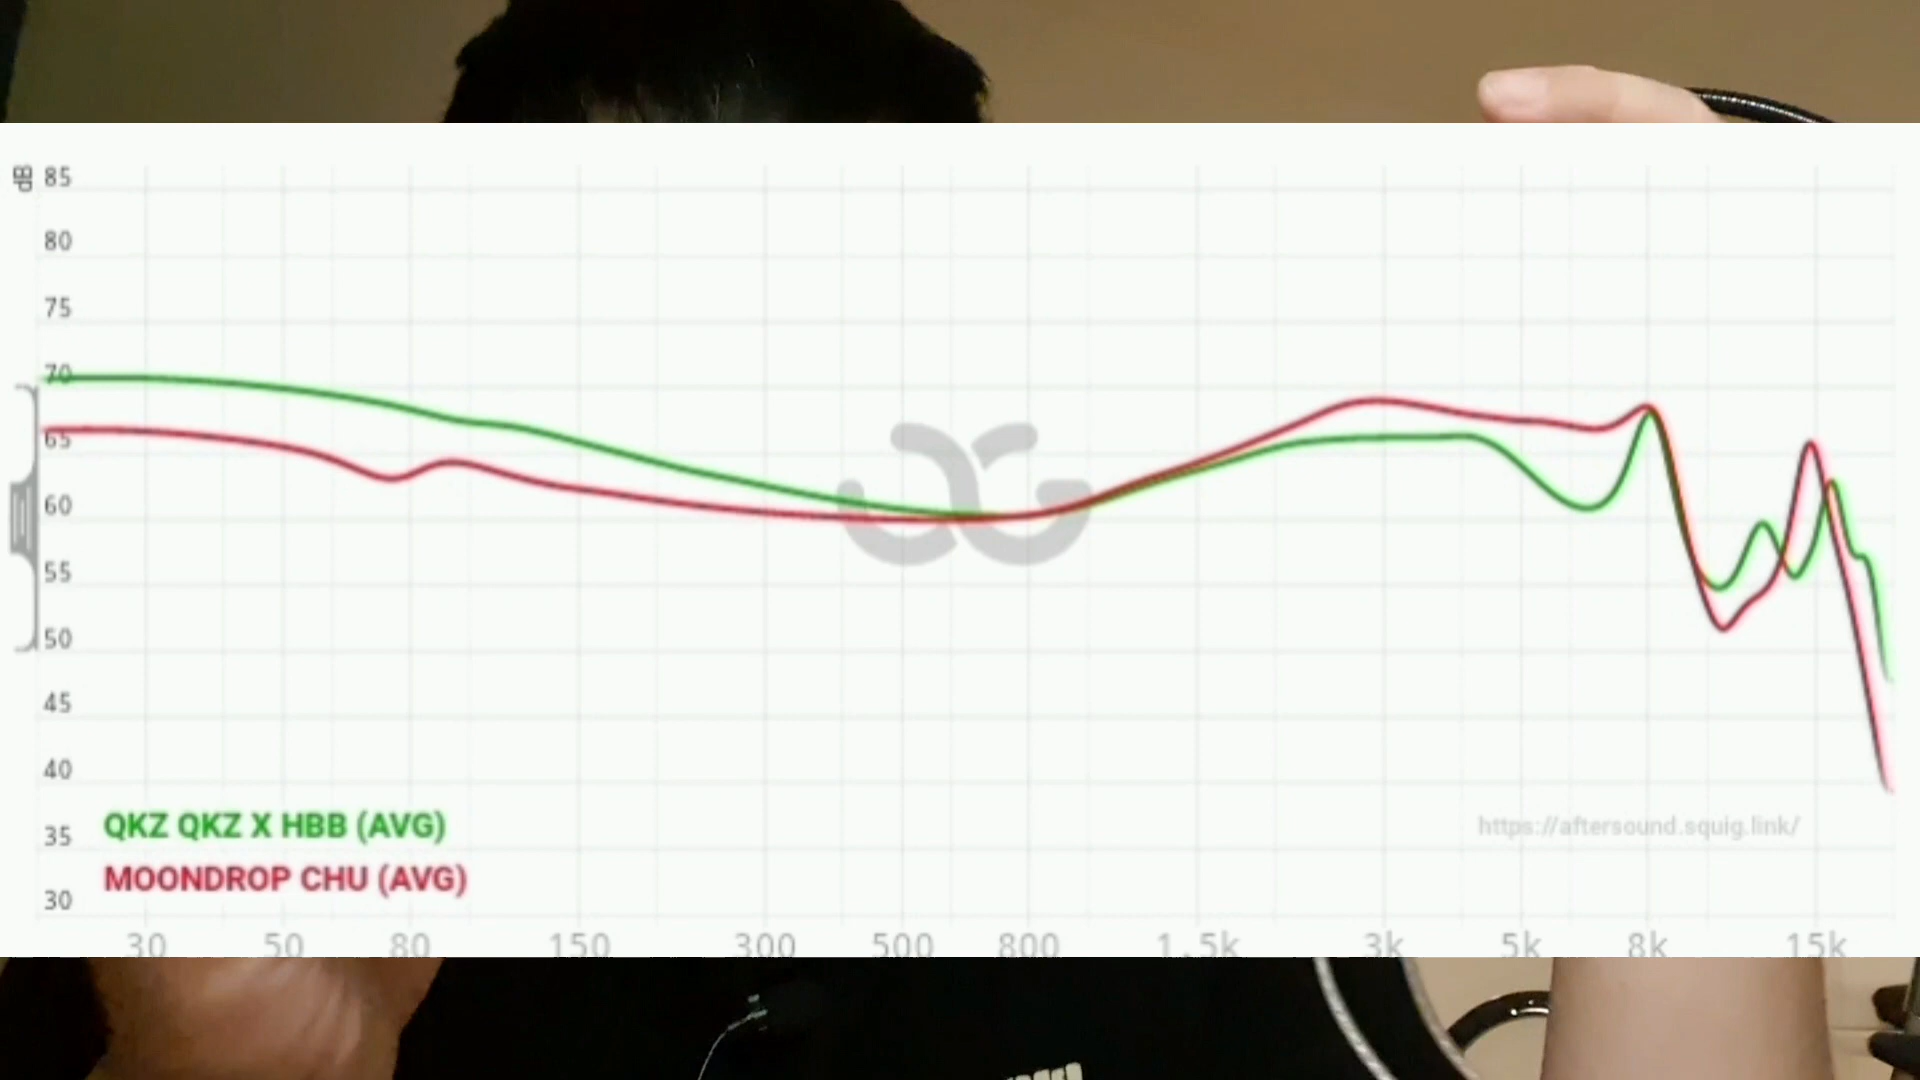 dB
85
80
75
70
65
60
55
50
45
40
35
30
QKZ QKZ X HBB (AVG)
MOONDROP CHU (AVG)
https://aftersound.squig.link/
30 50 80 150 300 500 800 1.5k 3k 5k 8k 15k